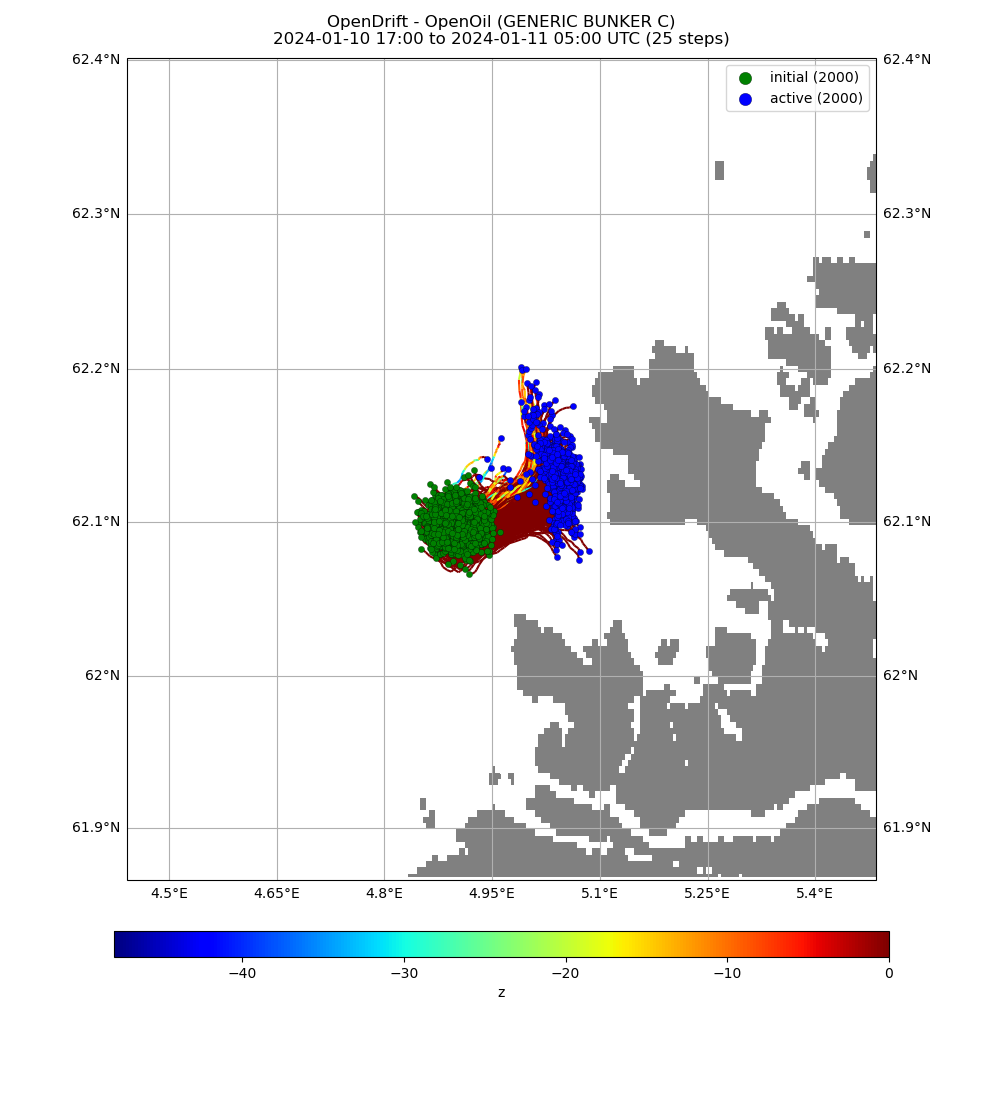 OpenDrift - OpenOil (GENERIC BUNKER C)
2024-01-10 17:00 to 2024-01-11 05:00 UTC (25 steps)
initial (2000)
active (2000)
62.4°N 62.4°N
62.3°N 62.3°N
62.2°N 62.2°N
62.1°N 62.1°N
62°N 62°N
61.9°N 61.9°N
4.5°E 4.65°E 4.8°E 4.95°E 5.1°E 5.25°E 5.4°E
−40 −30 −20 −10 0
z